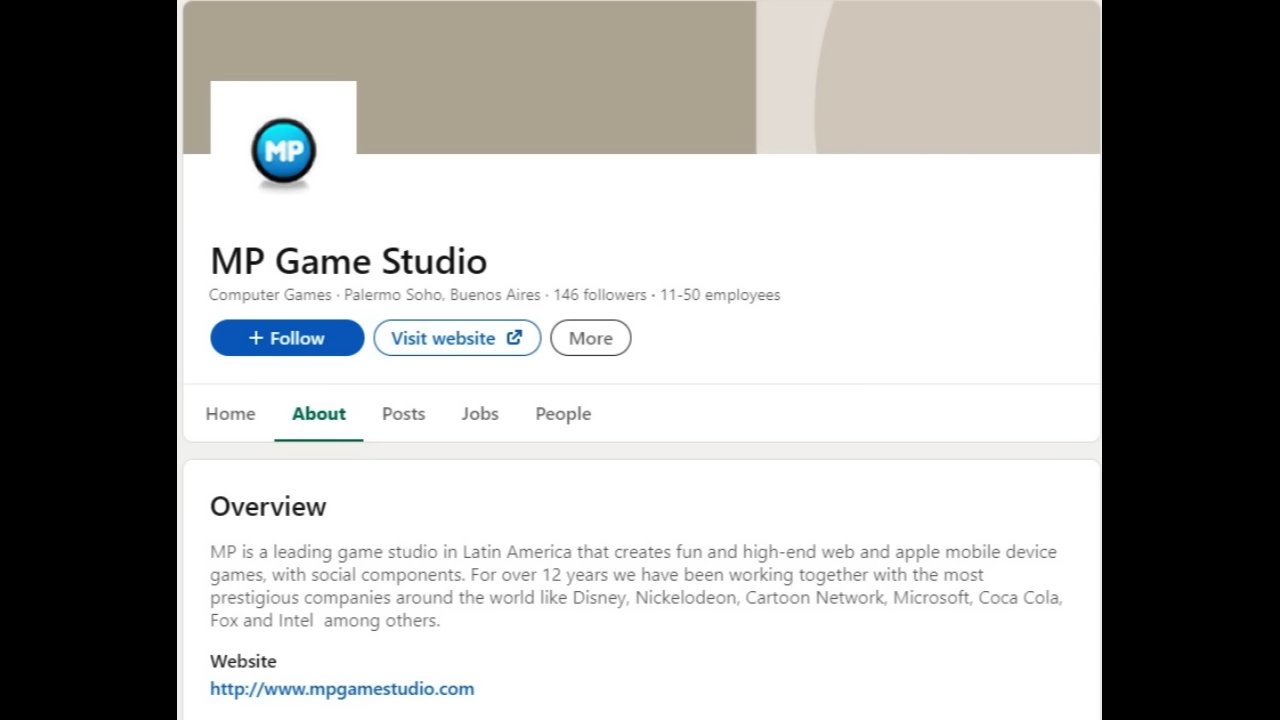 MP
MP Game Studio
Computer Games · Palermo Soho, Buenos Aires · 146 followers · 11-50 employees
+ Follow Visit website More
Home About Posts Jobs People
Overview
MP is a leading game studio in Latin America that creates fun and high-end web and apple mobile device
games, with social components. For over 12 years we have been working together with the most
prestigious companies around the world like Disney, Nickelodeon, Cartoon Network, Microsoft, Coca Cola,
Fox and Intel  among others.
Website
http://www.mpgamestudio.com